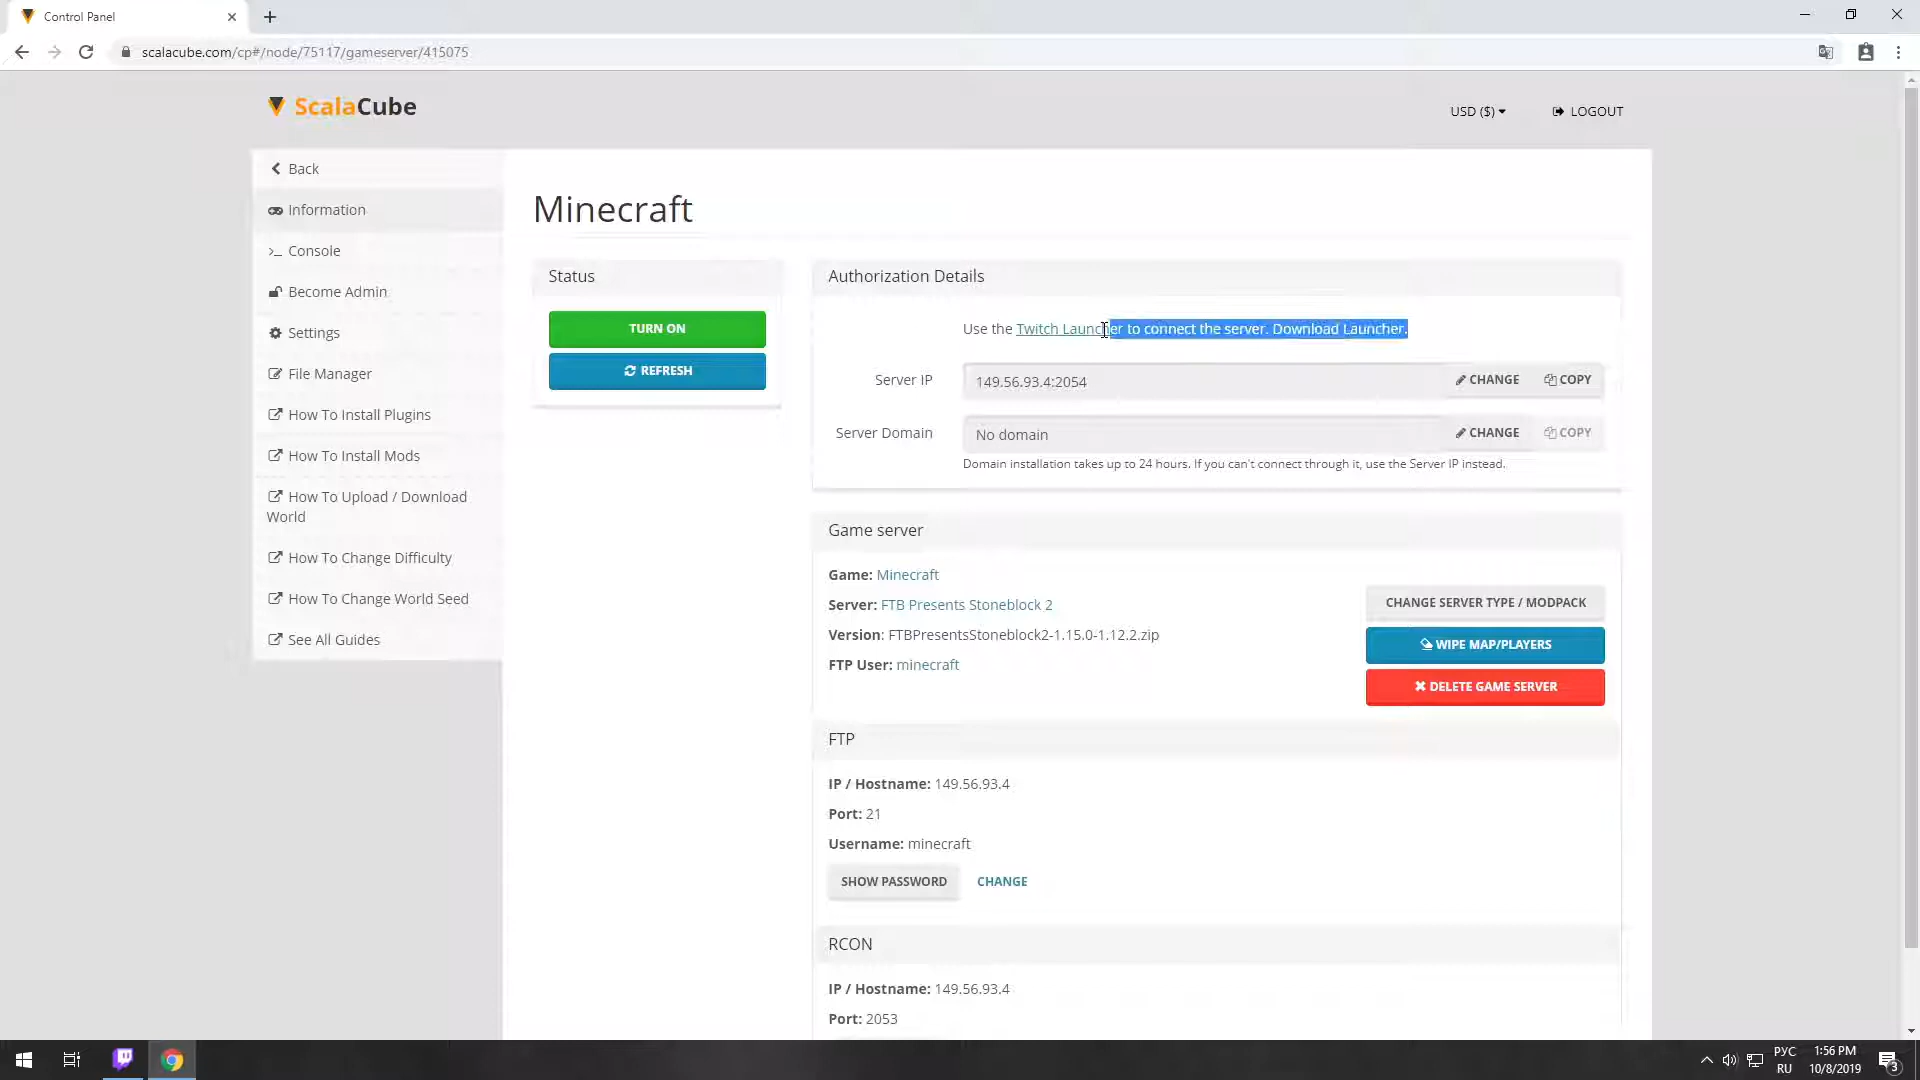 Control Panel
scalacube.com/cp#/node/75117/gameserver/415075
ScalaCube
USD ($)
LOGOUT
Back
Information
Console
Become Admin
Settings
File Manager
How To Install Plugins
How To Install Mods
How To Upload / Download
World
How To Change Difficulty
How To Change World Seed
See All Guides
Minecraft
Status
TURN ON
REFRESH
Authorization Details
Use the Twitch Launcher to connect the server. Download Launcher.
Server IP
149.56.93.4:2054
CHANGE
COPY
Server Domain
No domain
CHANGE
COPY
Domain installation takes up to 24 hours. If you can't connect through it, use the Server IP instead.
Game server
Game: Minecraft
Server: FTB Presents Stoneblock 2
Version: FTBPresentsStoneblock2-1.15.0-1.12.2.zip
FTP User: minecraft
CHANGE SERVER TYPE / MODPACK
WIPE MAP/PLAYERS
DELETE GAME SERVER
FTP
IP / Hostname: 149.56.93.4
Port: 21
Username: minecraft
SHOW PASSWORD
CHANGE
RCON
IP / Hostname: 149.56.93.4
Port: 2053
РУС
RU
1:56 PM
10/8/2019
3